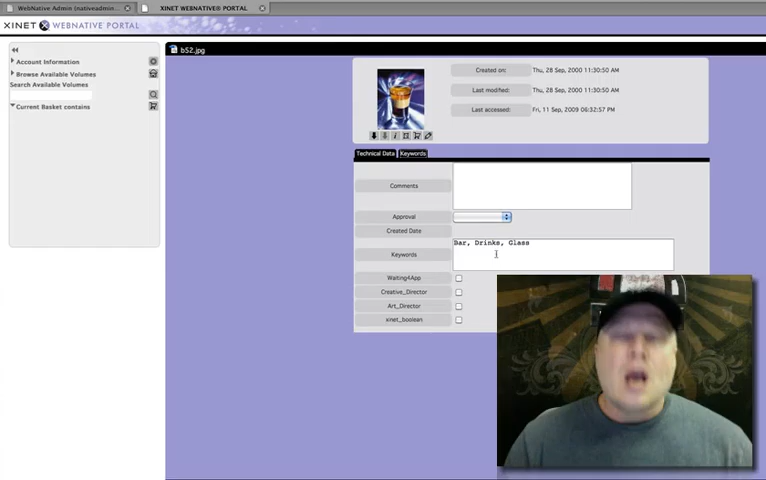 WebNative Admin (nativeadmin...
XINET WEBNATIVE® PORTAL
XINET X WEBNATIVE PORTAL
b52.jpg
Account Information
Browse Available Volumes
Search Available Volumes
Current Basket contains
Created on: Thu, 28 Sep, 2000 11:30:50 AM
Last modified: Thu, 28 Sep, 2000 11:30:50 AM
Last accessed: Fri, 11 Sep, 2009 06:32:57 PM
Technical Data Keywords
Comments
Approval
Created Date
Keywords Bar, Drinks, Glass
Waiting4App
Creative_Director
Art_Director
xinet_boolean